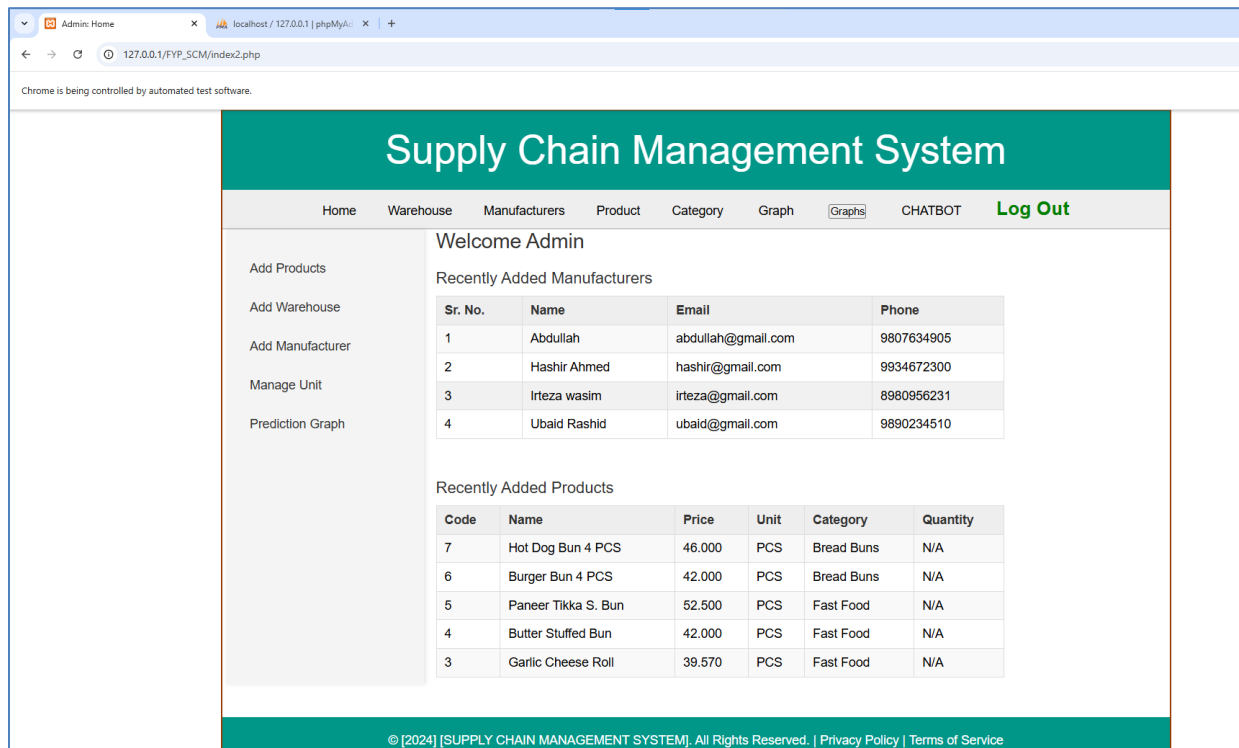 Admin: Home localhost / 127.0.0.1 | phpMyAd
127.0.0.1/FYP_SCM/index2.php
Chrome is being controlled by automated test software.
Supply Chain Management System
Home Warehouse Manufacturers Product Category Graph Graphs CHATBOT Log Out
Add Products
Add Warehouse
Add Manufacturer
Manage Unit
Prediction Graph
Welcome Admin
Recently Added Manufacturers
Sr. No. Name Email Phone
1 Abdullah abdullah@gmail.com 9807634905
2 Hashir Ahmed hashir@gmail.com 9934672300
3 Irteza wasim irteza@gmail.com 8980956231
4 Ubaid Rashid ubaid@gmail.com 9890234510
Recently Added Products
Code Name Price Unit Category Quantity
7 Hot Dog Bun 4 PCS 46.000 PCS Bread Buns N/A
6 Burger Bun 4 PCS 42.000 PCS Bread Buns N/A
5 Paneer Tikka S. Bun 52.500 PCS Fast Food N/A
4 Butter Stuffed Bun 42.000 PCS Fast Food N/A
3 Garlic Cheese Roll 39.570 PCS Fast Food N/A
© [2024] [SUPPLY CHAIN MANAGEMENT SYSTEM]. All Rights Reserved. | Privacy Policy | Terms of Service